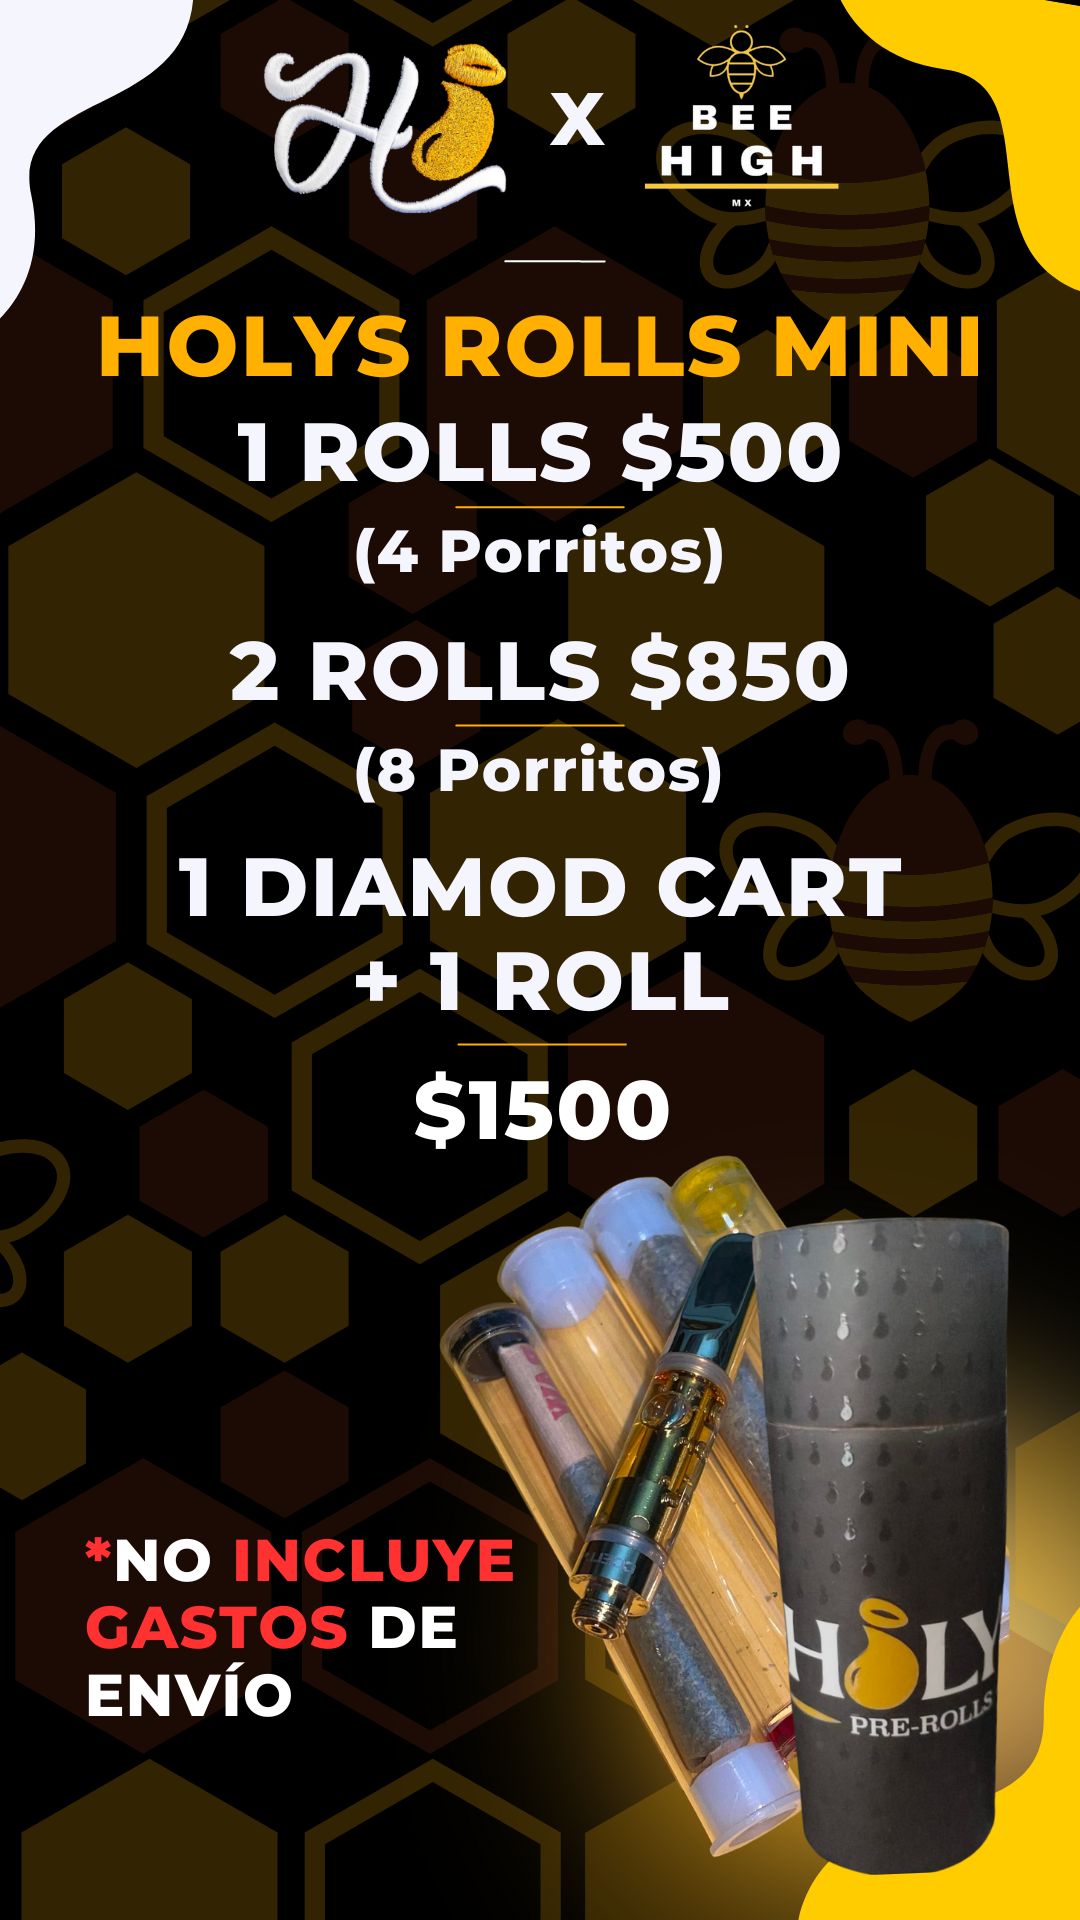 Hi
X
BEE
HIGH
MX
HOLYS ROLLS MINI
1 ROLLS $500
(4 Porritos)
2 ROLLS $850
(8 Porritos)
1 DIAMOD CART
+ 1 ROLL
$1500
*NO INCLUYE
GASTOS DE
ENVÍO
HOLY
PRE-ROLLS